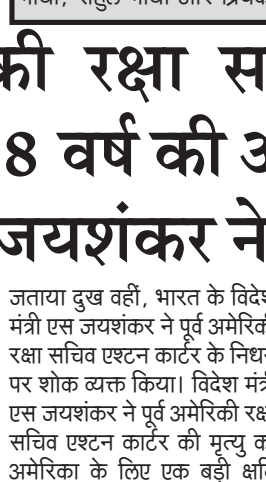 की रक्षा स
8 वर्ष की
जयशंकर ने
जताया दुख वहीं, भारत के विदेश
मंत्री एस जयशंकर ने पूर्व अमेरिकी
रक्षा सचिव एश्टन कार्टर के निधन
पर शोक व्यक्त किया। विदेश मंत्री
एस जयशंकर ने पूर्व अमेरिकी रक्ष
सचिव एश्टन कार्टर की मृत्यु क
अमेरिका के लिए एक बड़ी क्षति